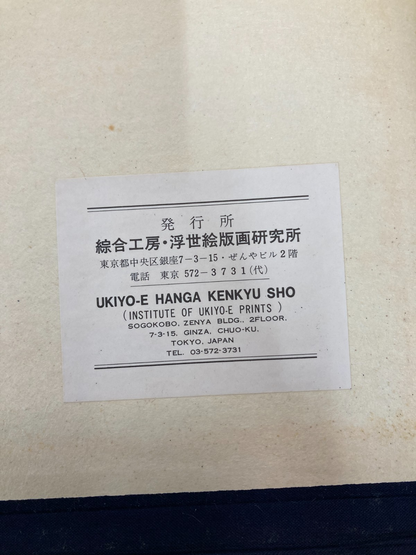 発行所
綜合工房・浮世絵版画研究所
東京都中央区銀座7-3-15・ぜんやビル2階
電話 東京 572-3731(代)
UKIYO-E HANGA KENKYU SHO
(INSTITUTE OF UKIYO-E PRINTS)
SOGOKOBO, ZENYA BLDG., 2FLOOR,
7-3-15, GINZA, CHUO-KU,
TOKYO, JAPAN
TEL. 03-572-3731